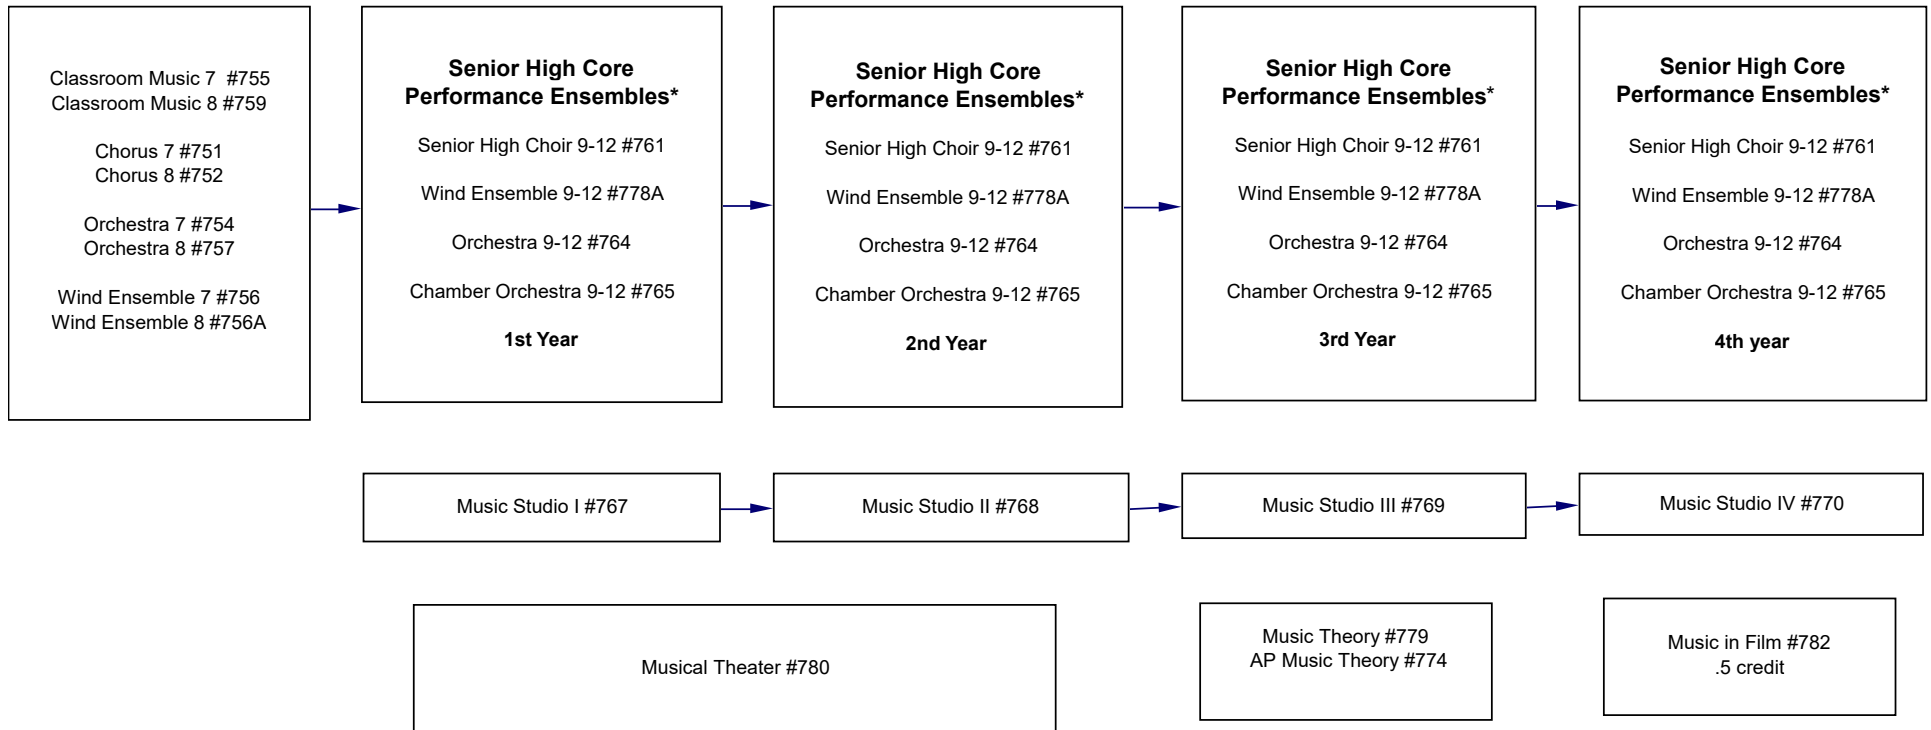 Classroom Music 7 #755
Classroom Music 8 #759
Chorus 7 #751
Chorus 8 #752
Orchestra 7 #754
Orchestra 8 #757
Wind Ensemble 7 #756
Wind Ensemble 8 #756A
Senior High Core
Performance Ensembles*
Senior High Choir 9-12 #761
Wind Ensemble 9-12 #778A
Orchestra 9-12 #764
Chamber Orchestra 9-12 #765
1st Year
Senior High Core
Performance Ensembles*
Senior High Choir 9-12 #761
Wind Ensemble 9-12 #778A
Orchestra 9-12 #764
Chamber Orchestra 9-12 #765
2nd Year
Senior High Core
Performance Ensembles*
Senior High Choir 9-12 #761
Wind Ensemble 9-12 #778A
Orchestra 9-12 #764
Chamber Orchestra 9-12 #765
3rd Year
Senior High Core
Performance Ensembles*
Senior High Choir 9-12 #761
Wind Ensemble 9-12 #778A
Orchestra 9-12 #764
Chamber Orchestra 9-12 #765
4th year
Music Studio I #767
Music Studio II #768
Music Studio III #769
Music Studio IV #770
Musical Theater #780
Music Theory #779
AP Music Theory #774
Music in Film #782
.5 credit